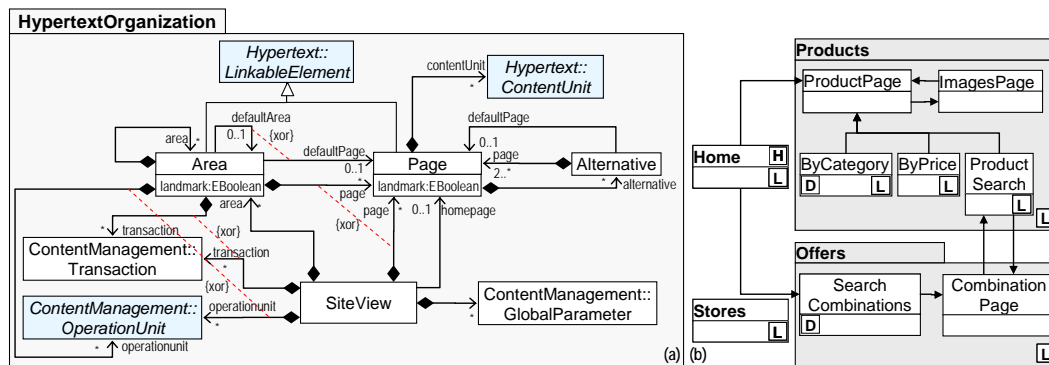 HypertextOrganization
Hypertext::
LinkableElement
contentUnit
*
Hypertext::
ContentUnit
area
*
defaultArea
0..1
{xor}
defaultPage
0..1
defaultPage
0..1
page
2..*
Area
landmark:EBoolean
Page
landmark:EBoolean
Alternative
*
alternative
*
page
area
*
page
*
0..1
homepage
{xor}
*
transaction
{xor}
ContentManagement::
Transaction
transaction
*
{xor}
SiteView
ContentManagement::
GlobalParameter
*
ContentManagement::
OperationUnit
operationunit
*
*
operationunit
(a)
(b)
Products
ProductPage
ImagesPage
Home
H
L
ByCategory
D
L
ByPrice
L
Product
Search
L
L
Offers
Search
Combinations
D
Combination
Page
L
Stores
L
L